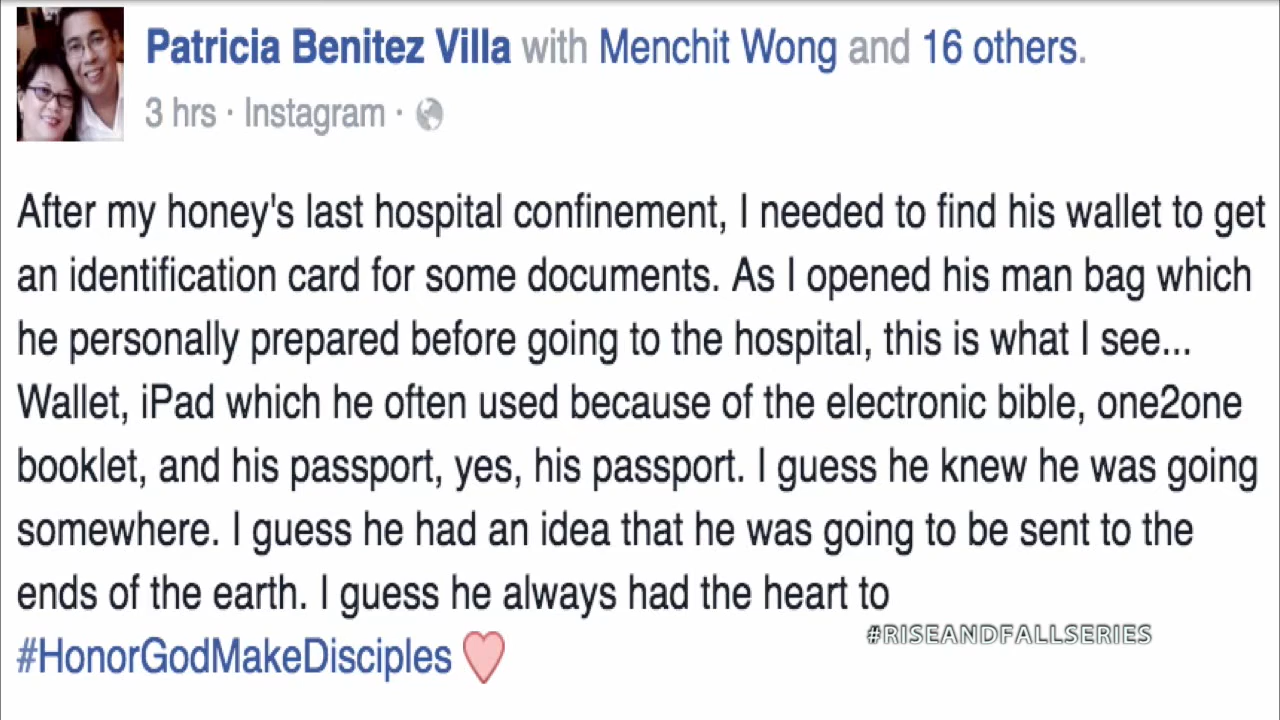 Patricia Benitez Villa with Menchit Wong and 16 others.
3 hrs · Instagram ·
After my honey's last hospital confinement, I needed to find his wallet to get
an identification card for some documents. As I opened his man bag which
he personally prepared before going to the hospital, this is what I see...
Wallet, iPad which he often used because of the electronic bible, one2one
booklet, and his passport, yes, his passport. I guess he knew he was going
somewhere. I guess he had an idea that he was going to be sent to the
ends of the earth. I guess he always had the heart to
#RISEANDFALLSERIES
#HonorGodMakeDisciples